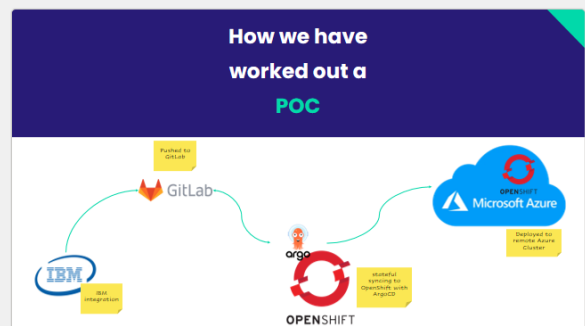 How we have
worked out a
POC
Pushed to
GitLab
GitLab
OPENSHIFT
Microsoft Azure
Deployed to
remote Azure
Cluster
argo
IBM
IBM
integration
stateful
syncing to
OpenShift with
ArgoCD
OPENSHIFT